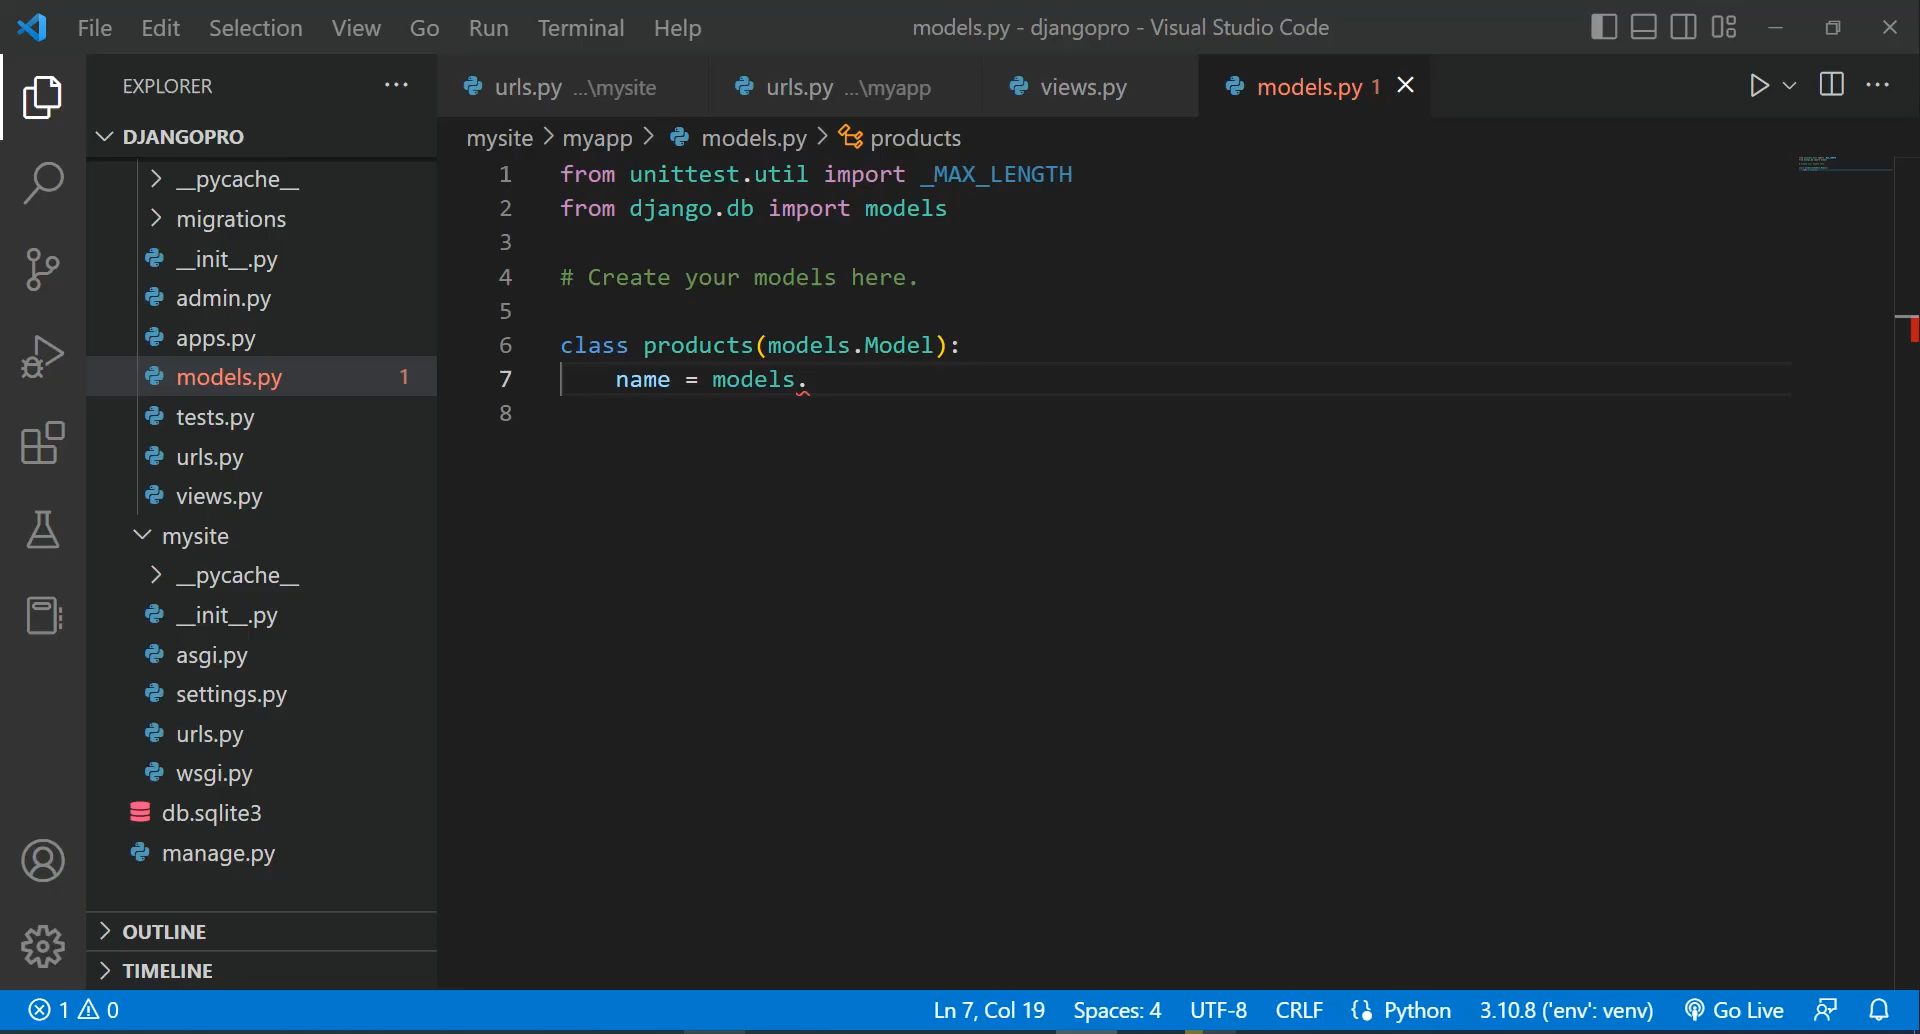 File Edit Selection View Go Run Terminal Help models.py - djangopro - Visual Studio Code
EXPLORER
urls.py ...\mysite urls.py ...\myapp views.py models.py 1
DJANGOPRO
mysite > myapp > models.py > products
__pycache__
migrations
__init__.py
admin.py
apps.py
models.py 1
tests.py
urls.py
views.py
mysite
__pycache__
__init__.py
asgi.py
settings.py
urls.py
wsgi.py
db.sqlite3
manage.py
OUTLINE
TIMELINE
1 from unittest.util import _MAX_LENGTH
2 from django.db import models
3
4 # Create your models here.
5
6 class products(models.Model):
7 name = models.
8
1 0 Ln 7, Col 19 Spaces: 4 UTF-8 CRLF Python 3.10.8 ('env': venv) Go Live